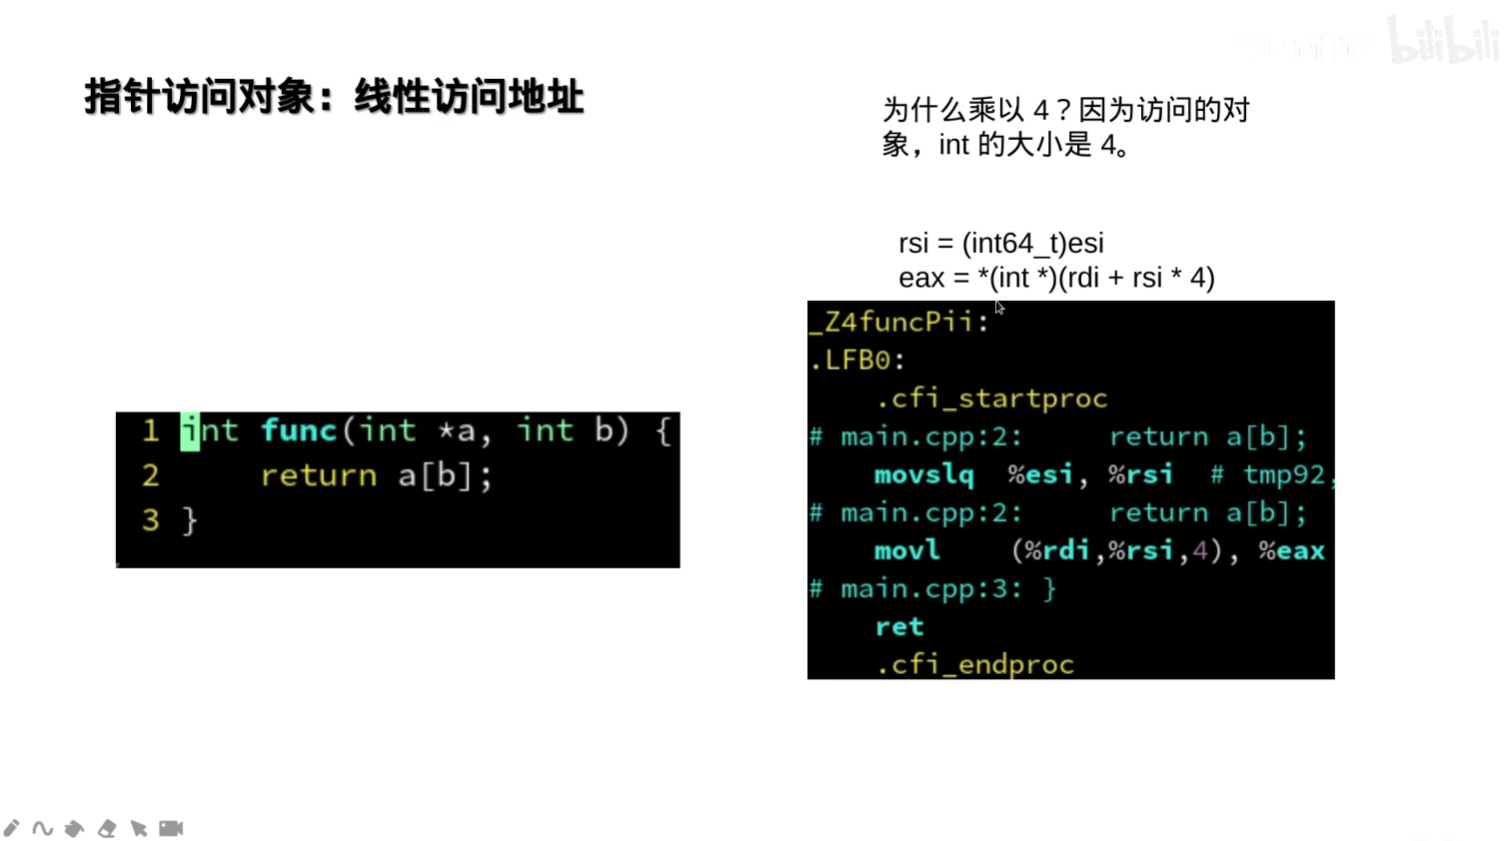 指针访问对象：线性访问地址
bilibili
为什么乘以 4？因为访问的对
象，int 的大小是 4。
rsi = (int64_t)esi
eax = *(int *)(rdi + rsi * 4)
1 int func(int *a, int b) {
2     return a[b];
3 }
_Z4funcPii:
.LFB0:
    .cfi_startproc
# main.cpp:2:     return a[b];
    movslq  %esi, %rsi  # tmp92,
# main.cpp:2:     return a[b];
    movl    (%rdi,%rsi,4), %eax
# main.cpp:3: }
    ret
    .cfi_endproc